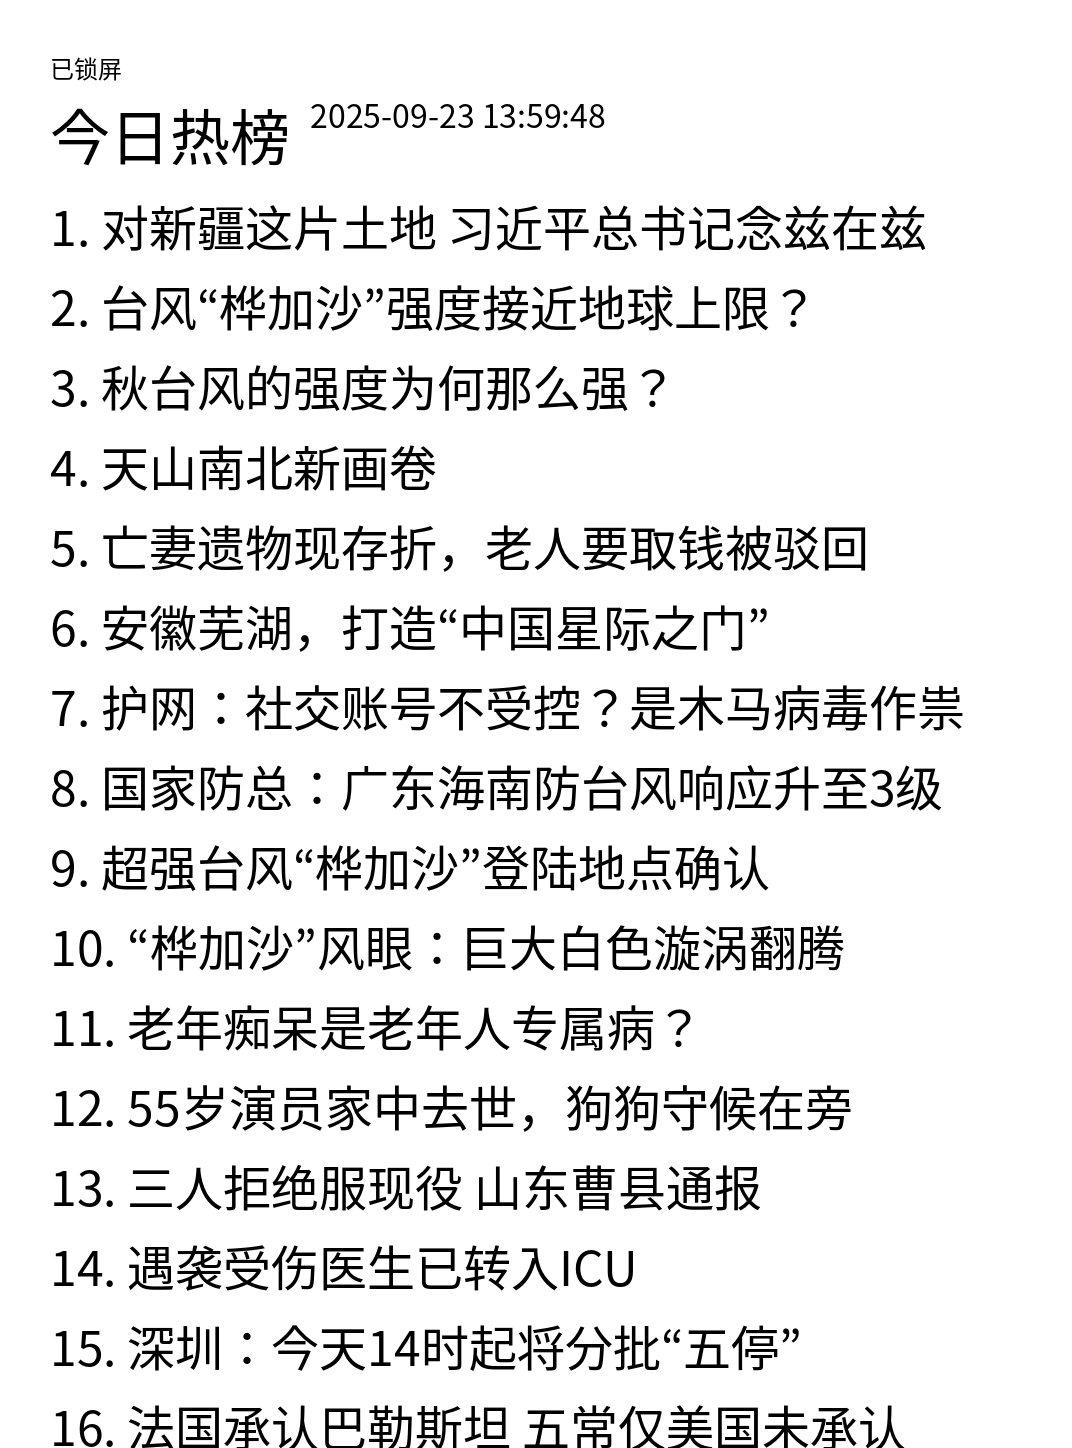 已锁屏
今日热榜 2025-09-23 13:59:48
1. 对新疆这片土地 习近平总书记念兹在兹
2. 台风“桦加沙”强度接近地球上限？
3. 秋台风的强度为何那么强？
4. 天山南北新画卷
5. 亡妻遗物现存折，老人要取钱被驳回
6. 安徽芜湖，打造“中国星际之门”
7. 护网：社交账号不受控？是木马病毒作祟
8. 国家防总：广东海南防台风响应升至3级
9. 超强台风“桦加沙”登陆地点确认
10. “桦加沙”风眼：巨大白色漩涡翻腾
11. 老年痴呆是老年人专属病？
12. 55岁演员家中去世，狗狗守候在旁
13. 三人拒绝服现役 山东曹县通报
14. 遇袭受伤医生已转入ICU
15. 深圳：今天14时起将分批“五停”
16. 法国承认巴勒斯坦 五常仅美国未承认